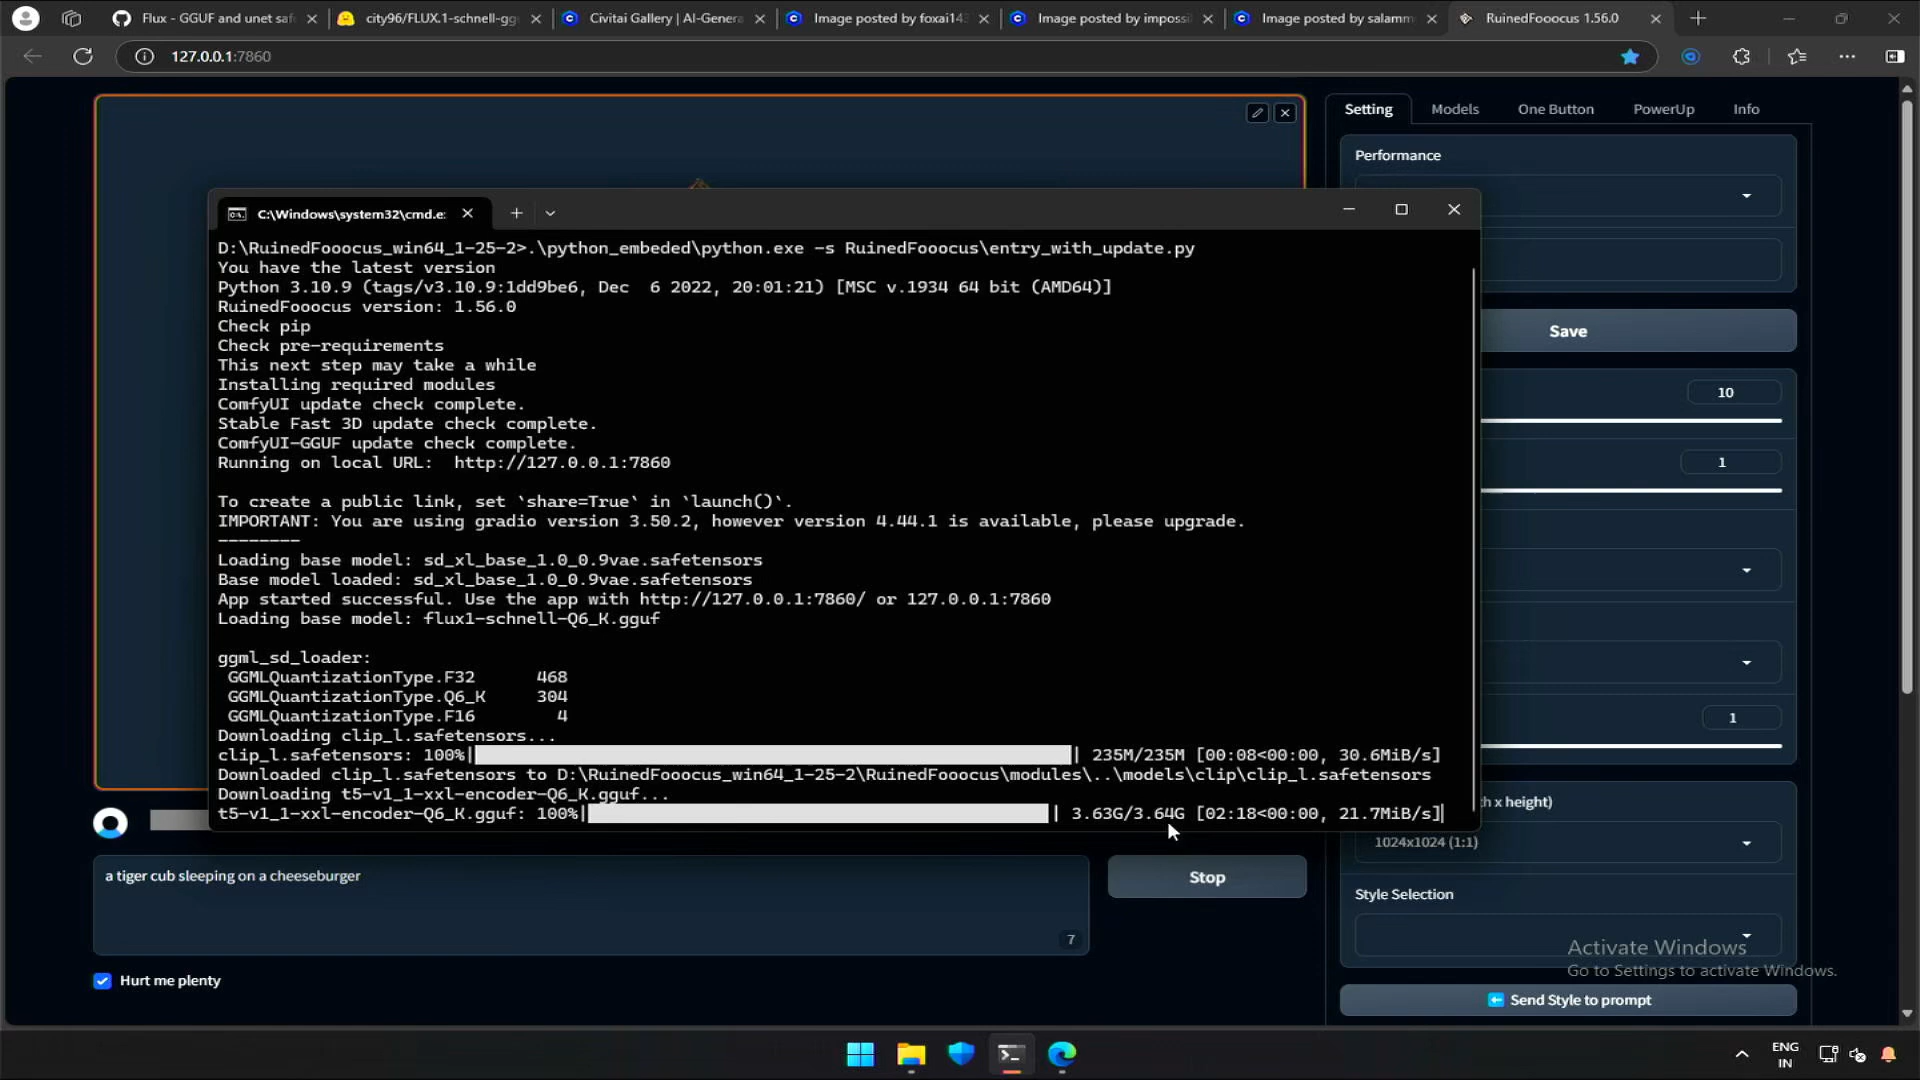 Flux - GGUF and unet saf
city96/FLUX.1-schnell-gg
Civitai Gallery | AI-Genera
Image posted by foxai143
Image posted by impossi
Image posted by salamm
RuinedFooocus 1.56.0
127.0.0.1:7860
Setting
Models
One Button
PowerUp
Info
Performance
C:\Windows\system32\cmd.e:
D:\RuinedFooocus_win64_1-25-2>.\python_embeded\python.exe -s RuinedFooocus\entry_with_update.py
You have the latest version
Python 3.10.9 (tags/v3.10.9:1dd9be6, Dec  6 2022, 20:01:21) [MSC v.1934 64 bit (AMD64)]
RuinedFooocus version: 1.56.0
Check pip
Check pre-requirements
This next step may take a while
Installing required modules
ComfyUI update check complete.
Stable Fast 3D update check complete.
ComfyUI-GGUF update check complete.
Running on local URL:  http://127.0.0.1:7860
To create a public link, set `share=True` in `launch()`.
IMPORTANT: You are using gradio version 3.50.2, however version 4.44.1 is available, please upgrade.
--------
Loading base model: sd_xl_base_1.0_0.9vae.safetensors
Base model loaded: sd_xl_base_1.0_0.9vae.safetensors
App started successful. Use the app with http://127.0.0.1:7860/ or 127.0.0.1:7860
Loading base model: flux1-schnell-Q6_K.gguf
ggml_sd_loader:
GGMLQuantizationType.F32 468
GGMLQuantizationType.Q6_K 304
GGMLQuantizationType.F16 4
Downloading clip_l.safetensors...
clip_l.safetensors: 100%| | 235M/235M [00:08<00:00, 30.6MiB/s]
Downloaded clip_l.safetensors to D:\RuinedFooocus_win64_1-25-2\RuinedFooocus\modules\..\models\clip\clip_l.safetensors
Downloading t5-v1_1-xxl-encoder-Q6_K.gguf...
t5-v1_1-xxl-encoder-Q6_K.gguf: 100%| | 3.63G/3.64G [02:18<00:00, 21.7MiB/s]
Save
10
1
1
th x height)
1024x1024 (1:1)
Style Selection
Activate Windows
Go to Settings to activate Windows.
Send Style to prompt
a tiger cub sleeping on a cheeseburger
7
Stop
Hurt me plenty
ENG
IN